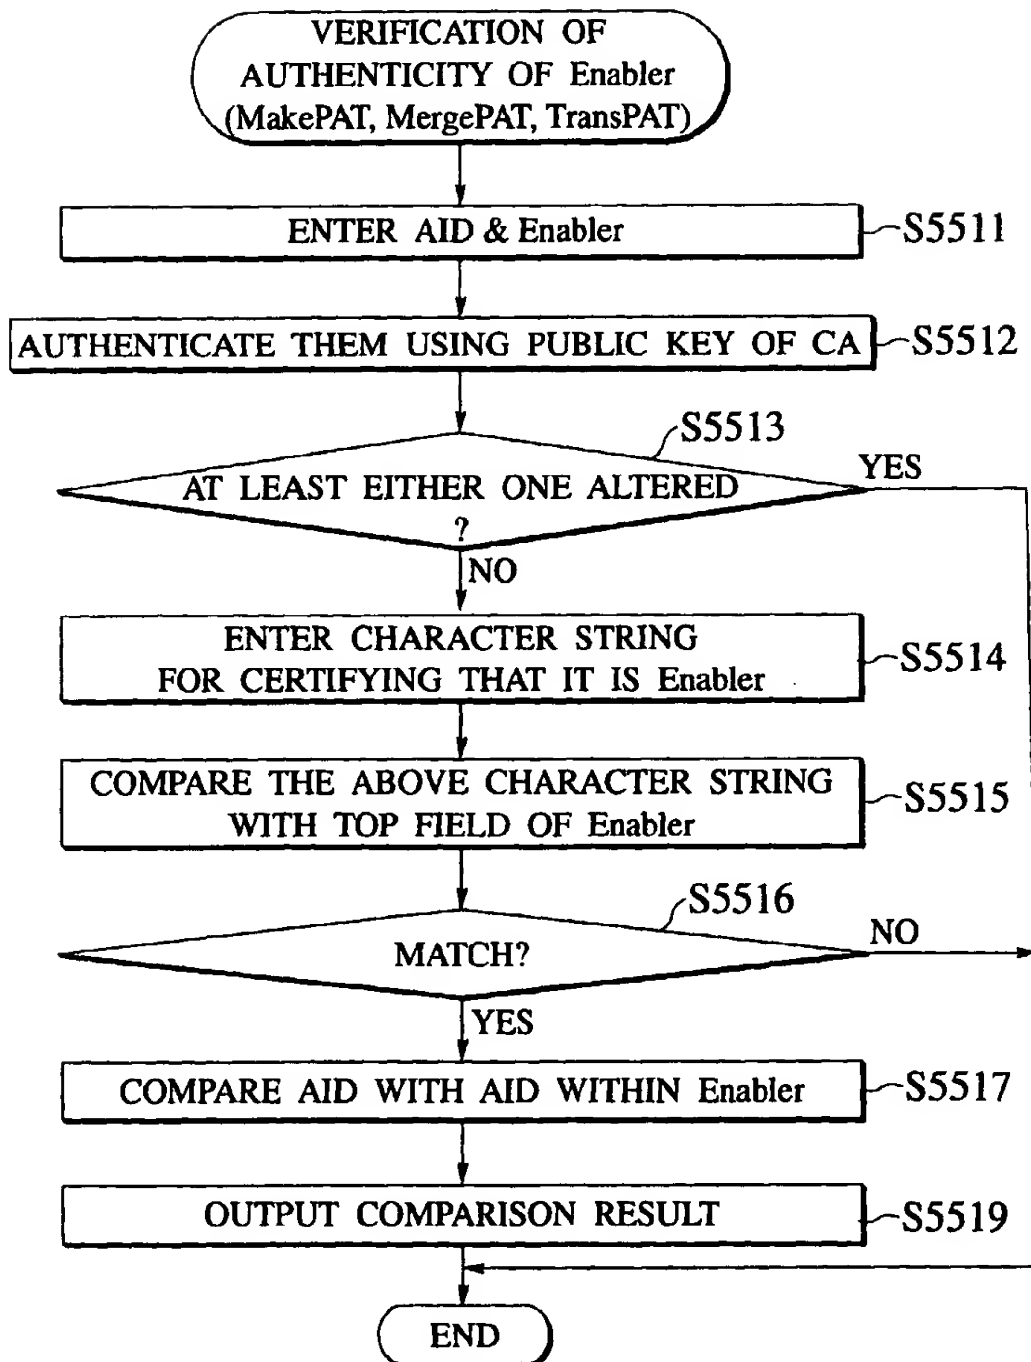 VERIFICATION OF
AUTHENTICITY OF Enabler
(MakePAT, MergePAT, TransPAT)
ENTER AID & Enabler
S5511
AUTHENTICATE THEM USING PUBLIC KEY OF CA
S5512
S5513
AT LEAST EITHER ONE ALTERED
?
YES
NO
ENTER CHARACTER STRING
FOR CERTIFYING THAT IT IS Enabler
S5514
COMPARE THE ABOVE CHARACTER STRING
WITH TOP FIELD OF Enabler
S5515
S5516
MATCH?
NO
YES
COMPARE AID WITH AID WITHIN Enabler
S5517
OUTPUT COMPARISON RESULT
S5519
END